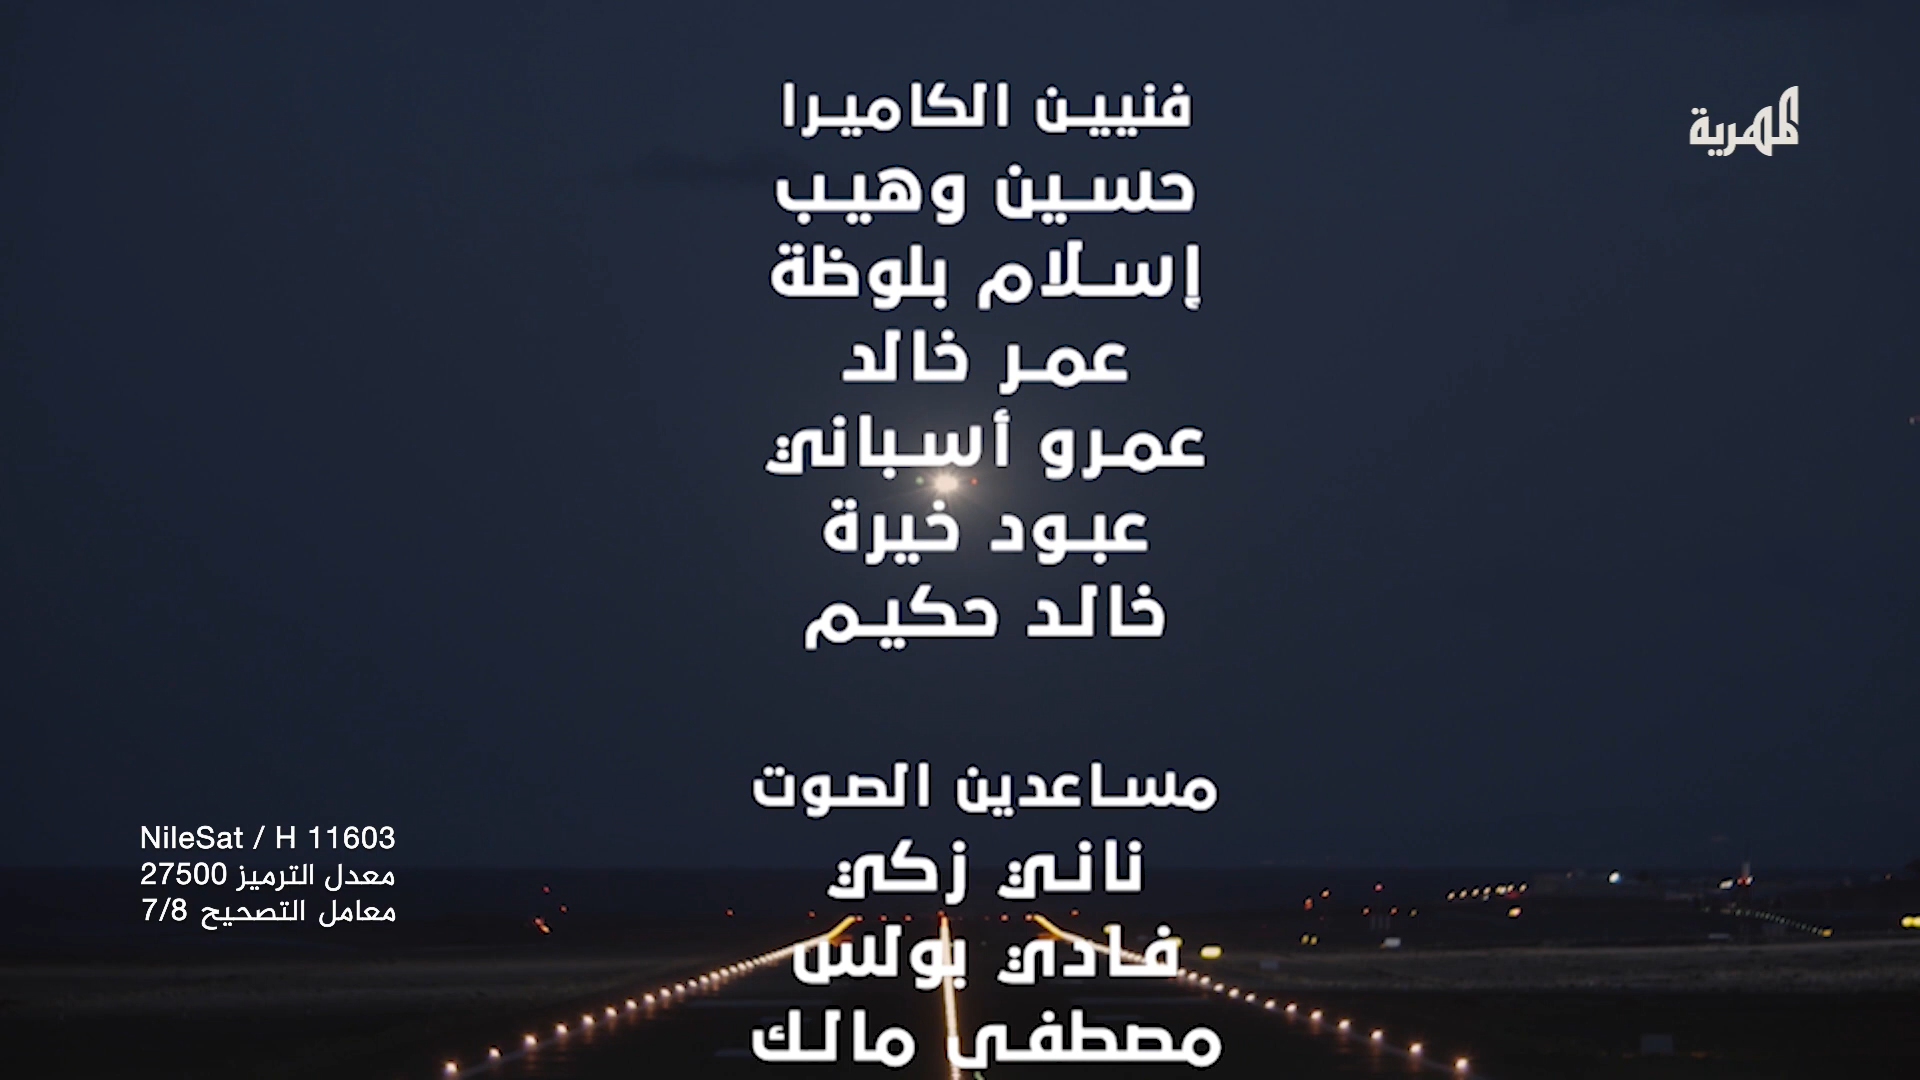 المهرية
فنيين الكاميرا
حسين وهيب
إسلام بلوظة
عمر خالد
عمرو أسباني
عبود خيرة
خالد حكيم
مساعدين الصوت
ناني زكي
فادي بولس
مصطفى مالك
NileSat / H 11603
معدل الترميز 27500
معامل التصحيح 7/8